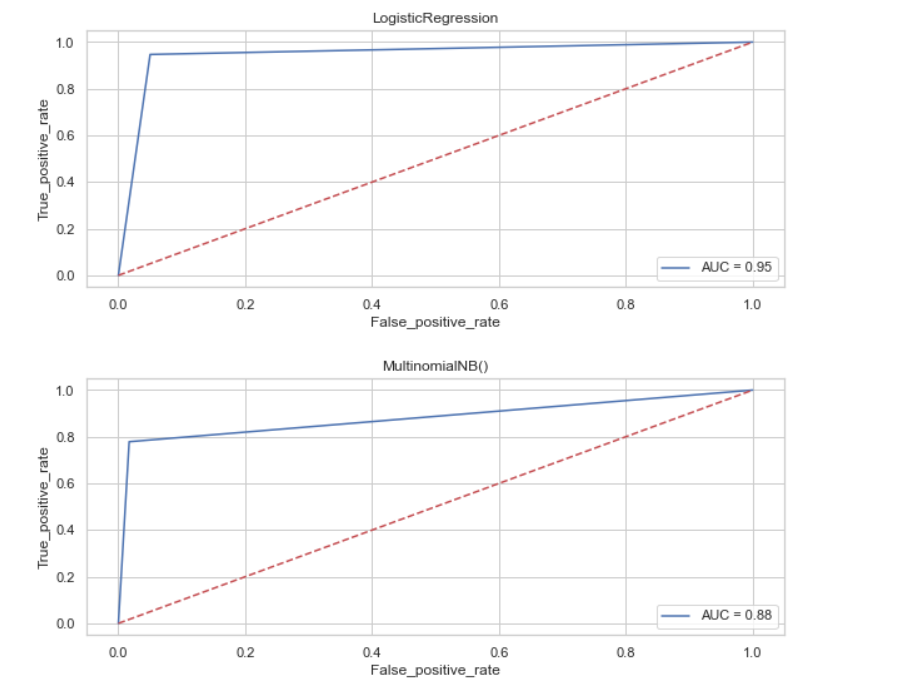 LogisticRegression
1.0
0.8
0.6
0.4
0.2
0.0
True_positive_rate
AUC = 0.95
0.0 0.2 0.4 0.6 0.8 1.0
False_positive_rate
MultinomialNB()
1.0
0.8
0.6
0.4
0.2
0.0
True_positive_rate
AUC = 0.88
0.0 0.2 0.4 0.6 0.8 1.0
False_positive_rate